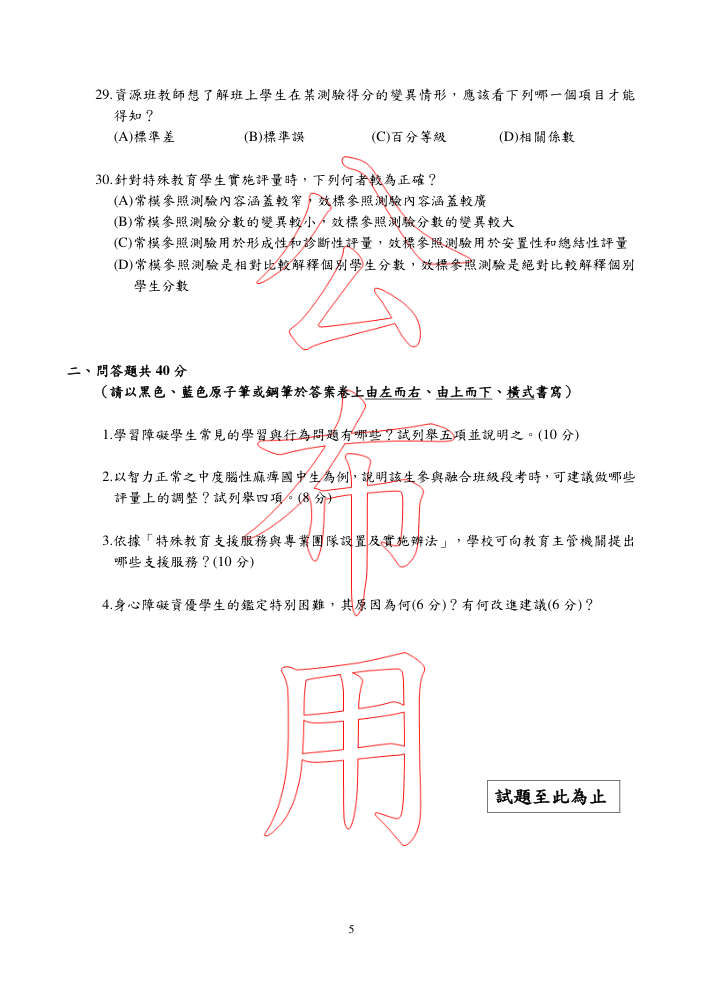 29.資源班教師想了解班上學生在某測驗得分的變異情形，應該看下列哪一個項目才能
得知？
(A)標準差 (B)標準誤 (C)百分等級 (D)相關係數
30.針對特殊教育學生實施評量時，下列何者較為正確？
(A)常模參照測驗內容涵蓋較窄，效標參照測驗內容涵蓋較廣
(B)常模參照測驗分數的變異較小，效標參照測驗分數的變異較大
(C)常模參照測驗用於形成性和診斷性評量，效標參照測驗用於安置性和總結性評量
(D)常模參照測驗是相對比較解釋個別學生分數，效標參照測驗是絕對比較解釋個別
學生分數
二、問答題共 40 分
（請以黑色、藍色原子筆或鋼筆於答案卷上由左而右、由上而下、橫式書寫）
1.學習障礙學生常見的學習與行為問題有哪些？試列舉五項並說明之。(10 分)
2.以智力正常之中度腦性麻痺國中生為例，說明該生參與融合班級段考時，可建議做哪些
評量上的調整？試列舉四項。(8 分)
3.依據「特殊教育支援服務與專業團隊設置及實施辦法」，學校可向教育主管機關提出
哪些支援服務？(10 分)
4.身心障礙資優學生的鑑定特別困難，其原因為何(6 分)？有何改進建議(6 分)？
公
布
用
試題至此為止
5